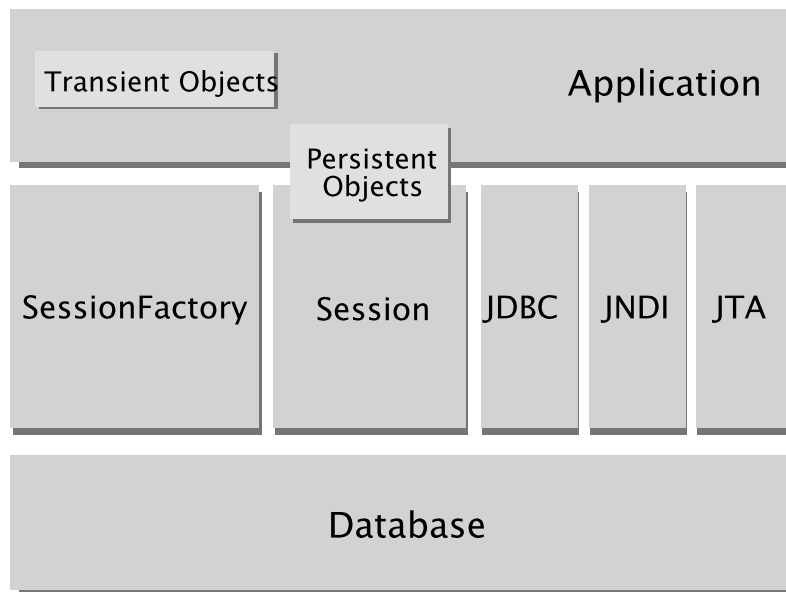 Transient Objects
Application
Persistent
Objects
SessionFactory
Session
JDBC
JNDI
JTA
Database